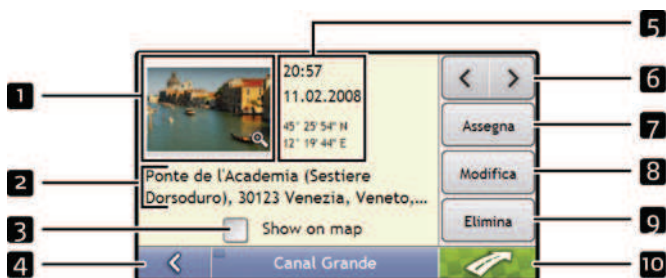 1
2
3
4
5
6
7
8
9
10
20:57
11.02.2008
45° 25' 54" N
12° 19' 44" E
Ponte de l'Academia (Sestiere
Dorsoduro), 30123 Venezia, Veneto,...
Show on map
Canal Grande
Assegna
Modifica
Elimina